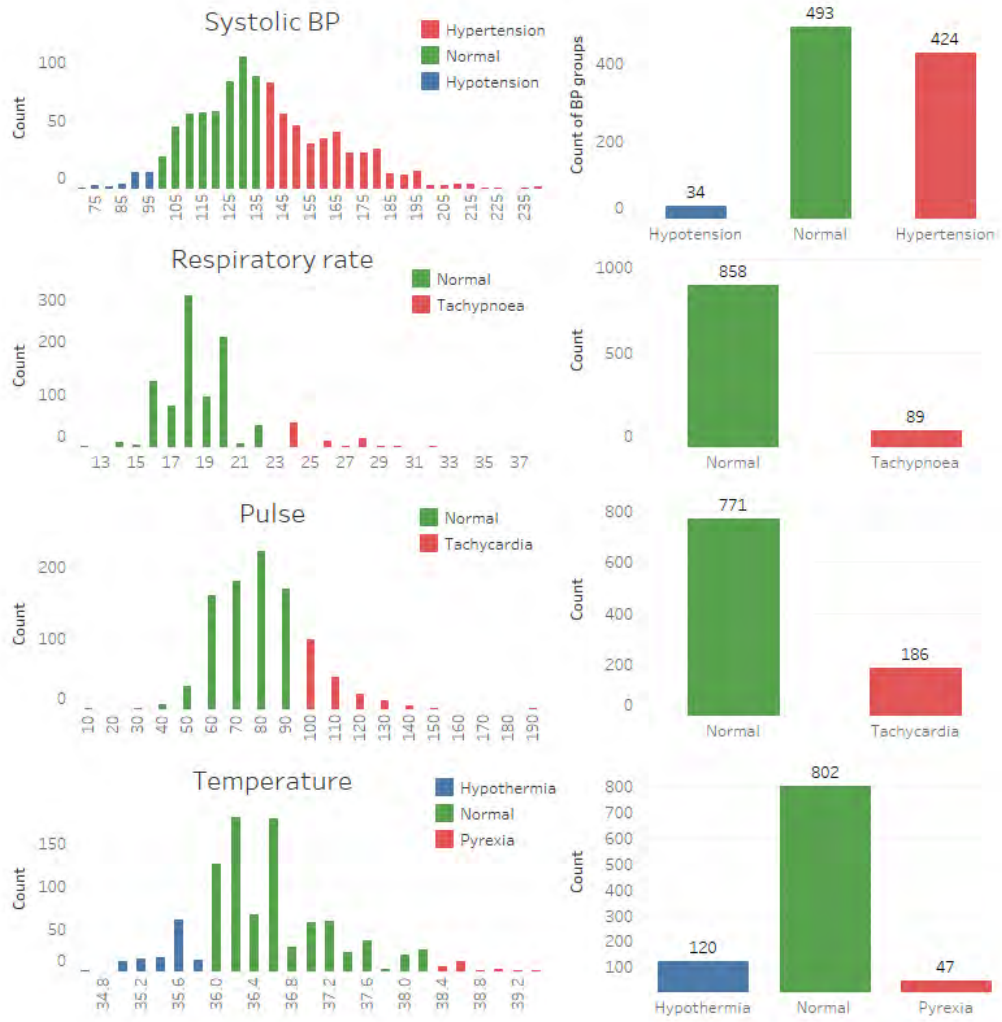 Systolic BP
Hypertension
Normal
Hypotension
Count
100
50
0
75 85 95 105 115 125 135 145 155 165 175 185 195 205 215 225 235
Count of BP groups
400
200
0
34
493
424
Hypotension Normal Hypertension
Respiratory rate
Normal
Tachypnoea
Count
300
200
100
0
13 15 17 19 21 23 25 27 29 31 33 35 37
Count
1000
500
0
858
89
Normal Tachypnoea
Pulse
Normal
Tachycardia
Count
200
100
0
10 20 30 40 50 60 70 80 90 100 110 120 130 140 150 160 170 180 190
Count
800
600
400
200
0
771
186
Normal Tachycardia
Temperature
Hypothermia
Normal
Pyrexia
Count
150
100
50
0
34.8 35.2 35.6 36.0 36.4 36.8 37.2 37.6 38.0 38.4 38.8 39.2
Count
800
700
600
500
400
300
200
100
120
802
47
Hypothermia Normal Pyrexia